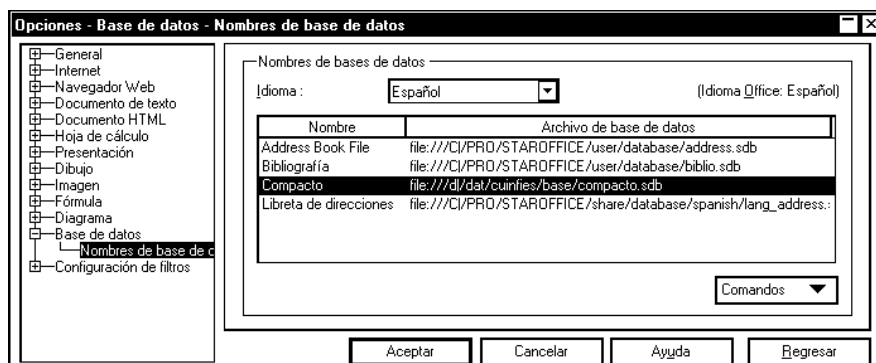 Opciones - Base de datos - Nombres de base de datos
General
Internet
Navegador Web
Documento de texto
Documento HTML
Hoja de cálculo
Presentación
Dibujo
Imagen
Fórmula
Diagrama
Base de datos
Nombres de base de
Configuración de filtros
Nombres de bases de datos
Idioma : Español (Idioma Office: Español)
Nombre Archivo de base de datos
Address Book File file:///C|/PRO/STAROFFICE/user/database/address.sdb
Bibliografía file:///C|/PRO/STAROFFICE/user/database/biblio.sdb
Compacto file:///d|/dat/cuinfies/base/compacto.sdb
Libreta de direcciones file:///C|/PRO/STAROFFICE/share/database/spanish/lang_address.
Comandos
Aceptar Cancelar Ayuda Regresar